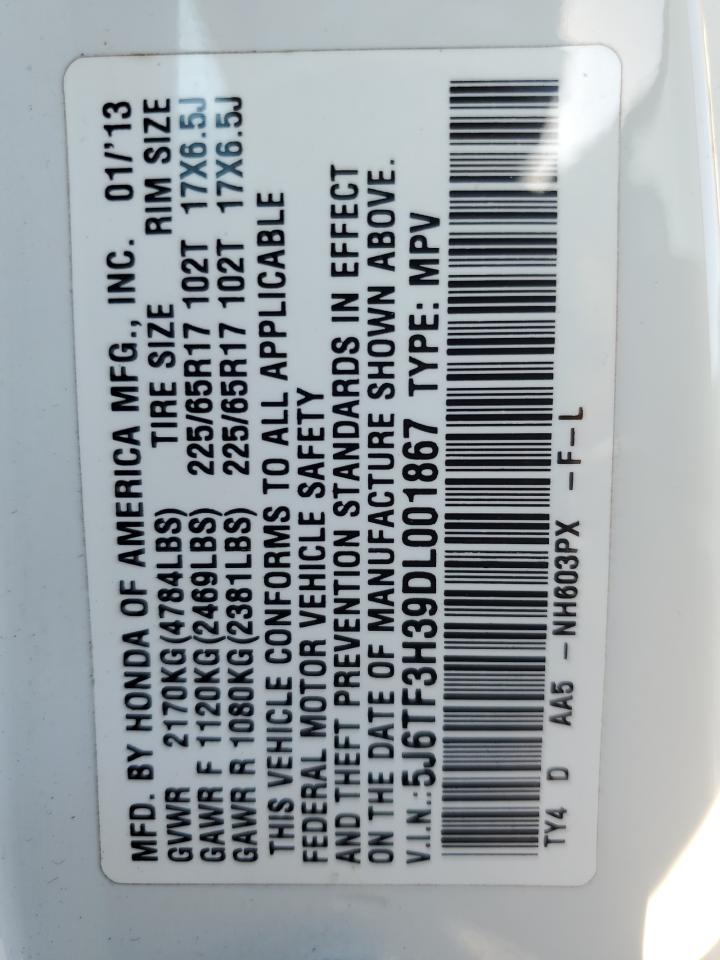 MFD. BY HONDA OF AMERICA MFG., INC. 01/'13
GVWR 2170KG(4784LBS) TIRE SIZE RIM SIZE
GAWR F 1120KG(2469LBS) 225/65R17 102T 17X6.5J
GAWR R 1080KG(2381LBS) 225/65R17 102T 17X6.5J
THIS VEHICLE CONFORMS TO ALL APPLICABLE
FEDERAL MOTOR VEHICLE SAFETY
AND THEFT PREVENTION STANDARDS IN EFFECT
ON THE DATE OF MANUFACTURE SHOWN ABOVE.
V.I.N.: 5J6TF3H39DL001867 TYPE: MPV
TY4 D AA5 -NH603PX -F-L